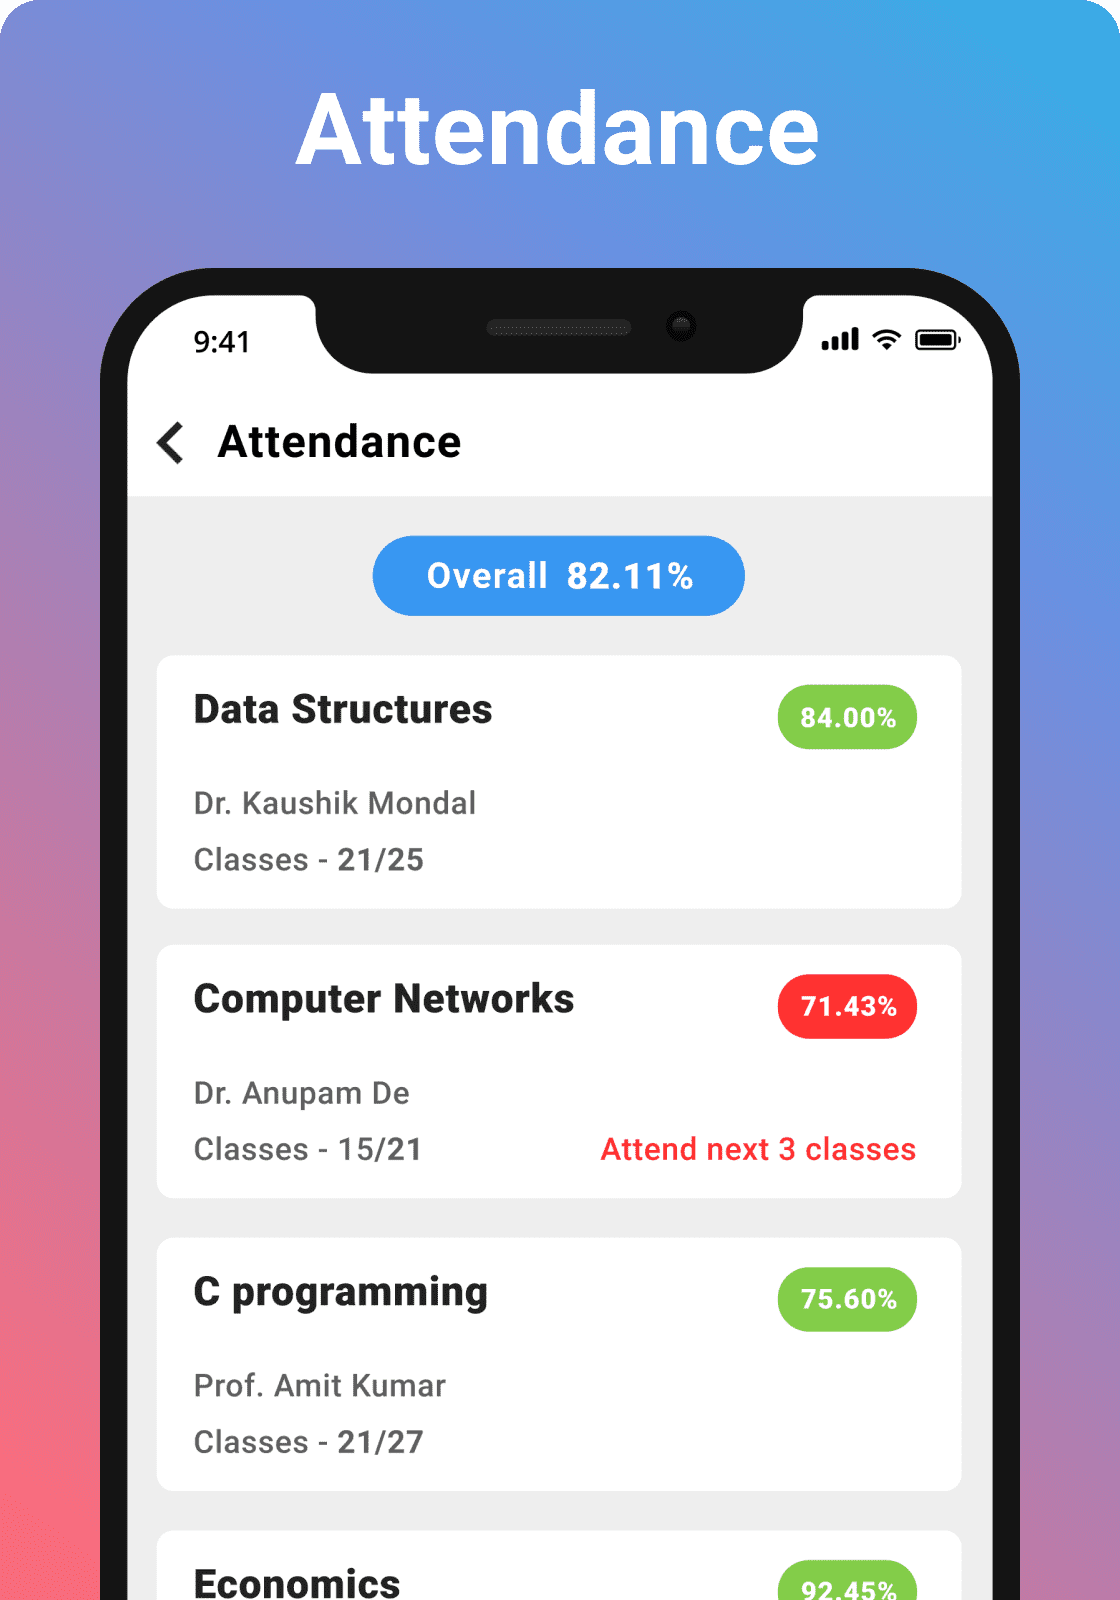 Attendance
9:41
Attendance
Overall 82.11%
Data Structures
84.00%
Dr. Kaushik Mondal
Classes - 21/25
Computer Networks
71.43%
Dr. Anupam De
Classes - 15/21
Attend next 3 classes
C programming
75.60%
Prof. Amit Kumar
Classes - 21/27
Economics
92.45%